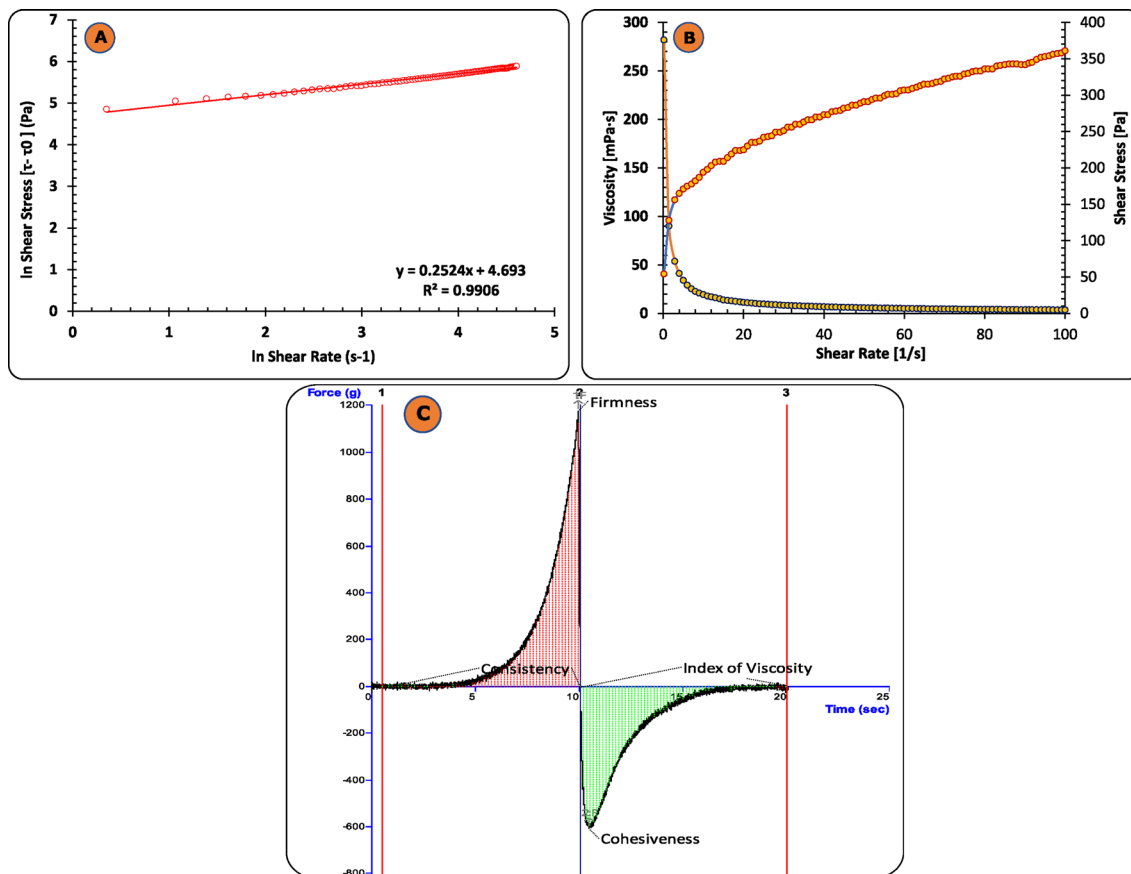 A
ln Shear Stress [τ- τ0 ] (Pa)
7
6
5
4
3
2
1
0
0 1 2 3 4 5
y = 0.2524x + 4.693
R² = 0.9906
ln Shear Rate (s-1)
B
Viscosity [mPa·s]
300
250
200
150
100
50
0
0 20 40 60 80 100
Shear Rate [1/s]
400
350
300
250
200
150
100
50
0
Shear Stress [Pa]
C
Force (g) 1 2 3
Firmness
1200
1000
800
600
400
200
0
-200
-400
-600
-800
Consistency
Index of Viscosity
0 5 10 15 20 25
Time (sec)
Cohesiveness